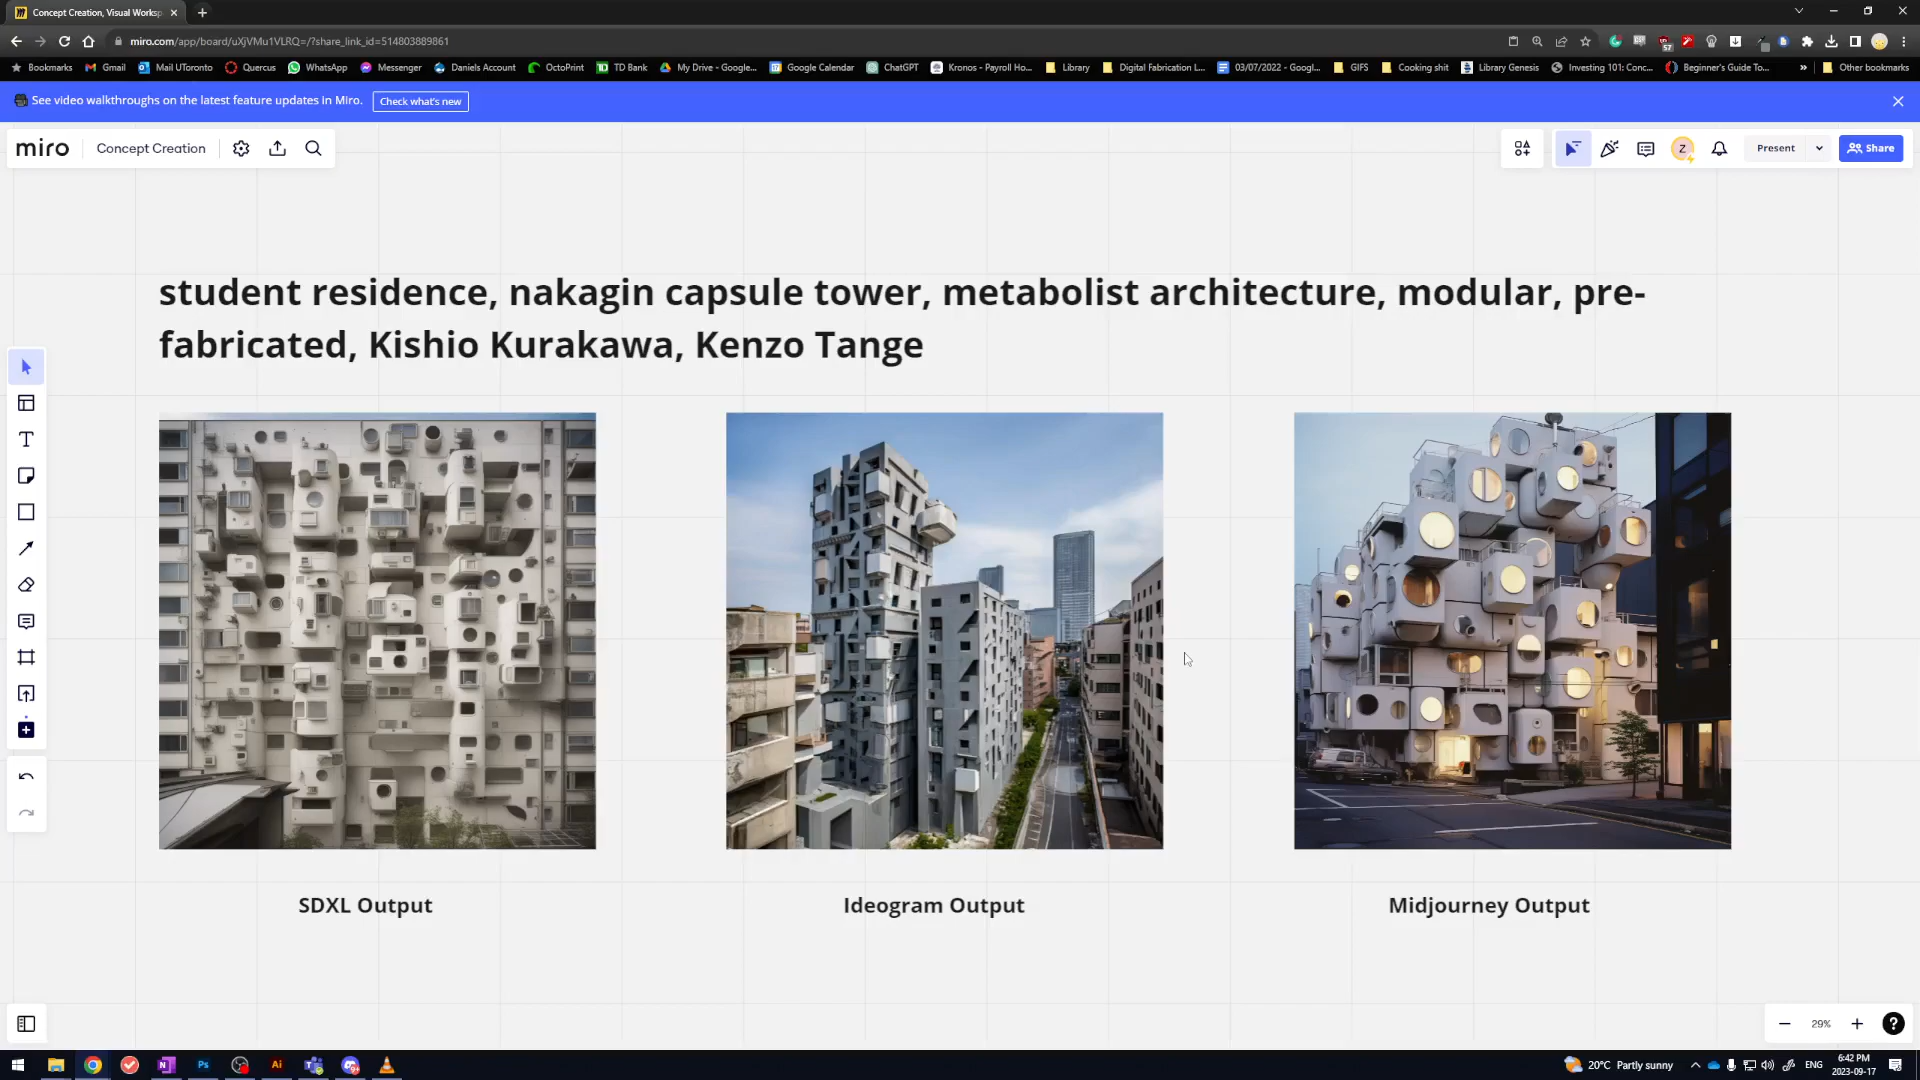 Concept Creation, Visual Worksp
miro.com/app/board/uXjVMu1VLRQ=/?share_link_id=514803889861
57
Bookmarks
Gmail
Mail UToronto
Quercus
WhatsApp
Messenger
Daniels Account
OctoPrint
TD Bank
My Drive - Google...
Google Calendar
ChatGPT
Kronos - Payroll Ho...
Library
Digital Fabrication L...
03/07/2022 - Googl...
GIFS
Cooking shit
Library Genesis
Investing 101: Conc...
Beginner's Guide To...
»
Other bookmarks
See video walkthroughs on the latest feature updates in Miro.
Check what's new
miro
Concept Creation
Z
Present
Share
student residence, nakagin capsule tower, metabolist architecture, modular, pre-
fabricated, Kishio Kurakawa, Kenzo Tange
SDXL Output
Ideogram Output
Midjourney Output
29%
Ps
Ai
20°C Partly sunny
ENG
6:42 PM
2023-09-17